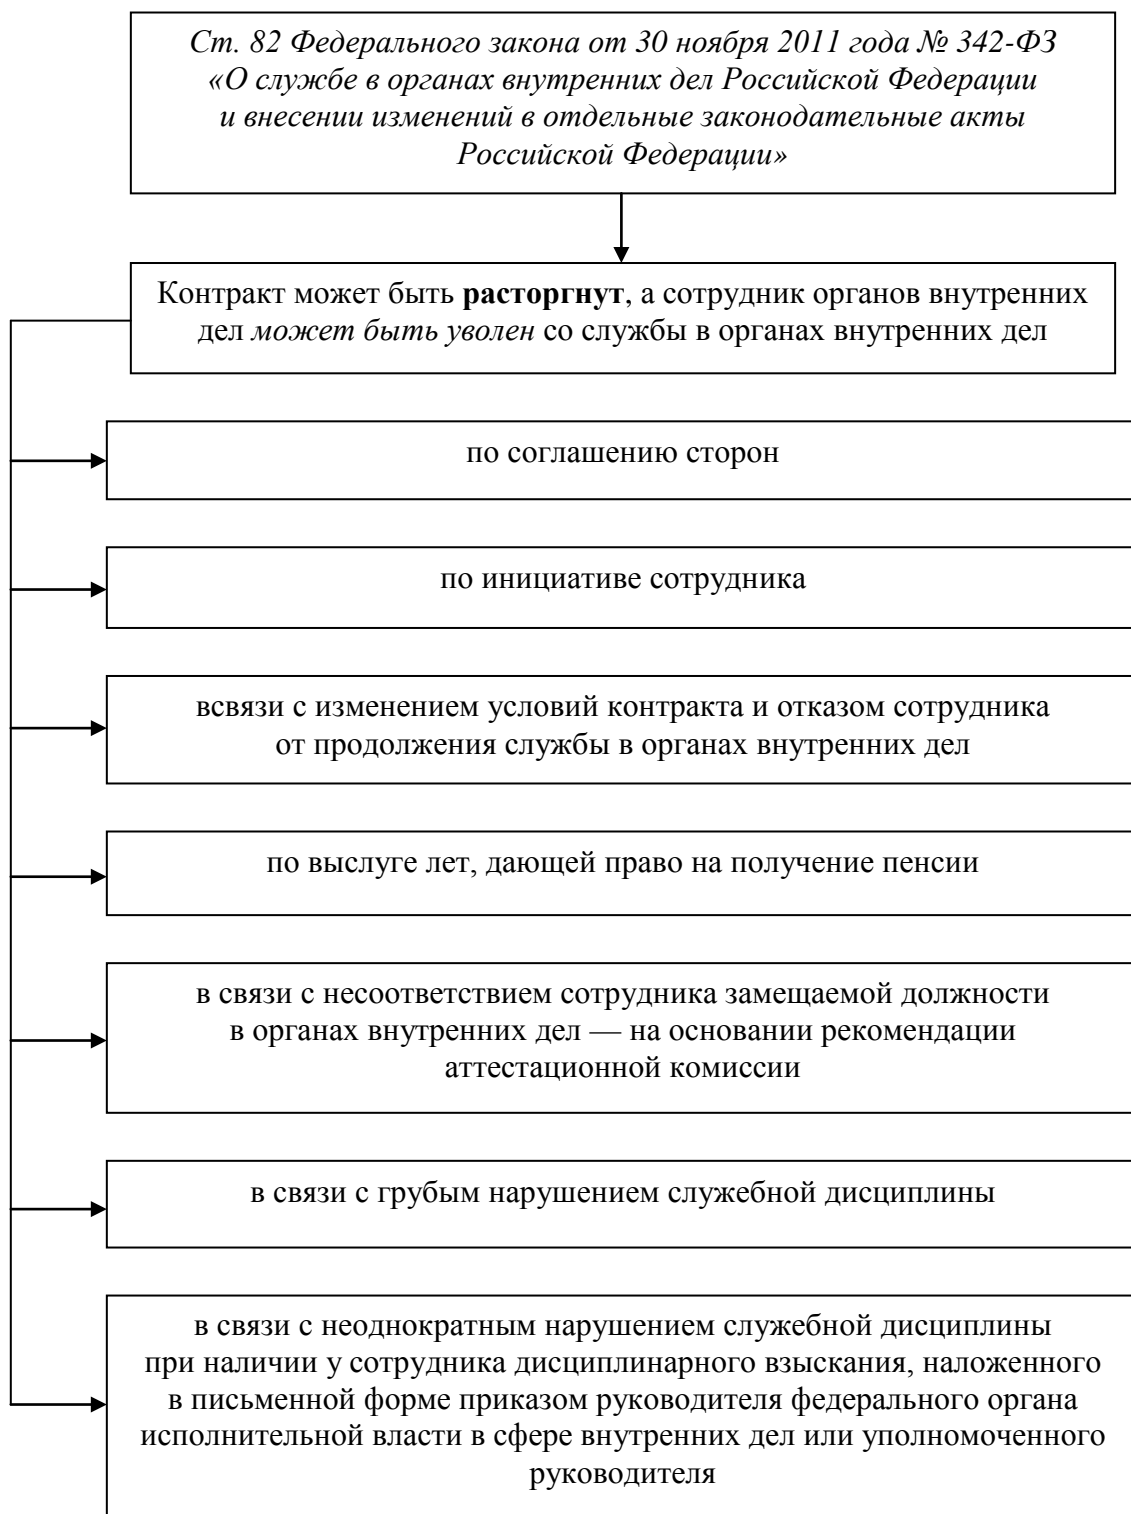 Ст. 82 Федерального закона от 30 ноября 2011 года № 342-ФЗ
«О службе в органах внутренних дел Российской Федерации
и внесении изменений в отдельные законодательные акты
Российской Федерации»
Контракт может быть расторгнут, а сотрудник органов внутренних
дел может быть уволен со службы в органах внутренних дел
по соглашению сторон
по инициативе сотрудника
всвязи с изменением условий контракта и отказом сотрудника
от продолжения службы в органах внутренних дел
по выслуге лет, дающей право на получение пенсии
в связи с несоответствием сотрудника замещаемой должности
в органах внутренних дел — на основании рекомендации
аттестационной комиссии
в связи с грубым нарушением служебной дисциплины
в связи с неоднократным нарушением служебной дисциплины
при наличии у сотрудника дисциплинарного взыскания, наложенного
в письменной форме приказом руководителя федерального органа
исполнительной власти в сфере внутренних дел или уполномоченного
руководителя